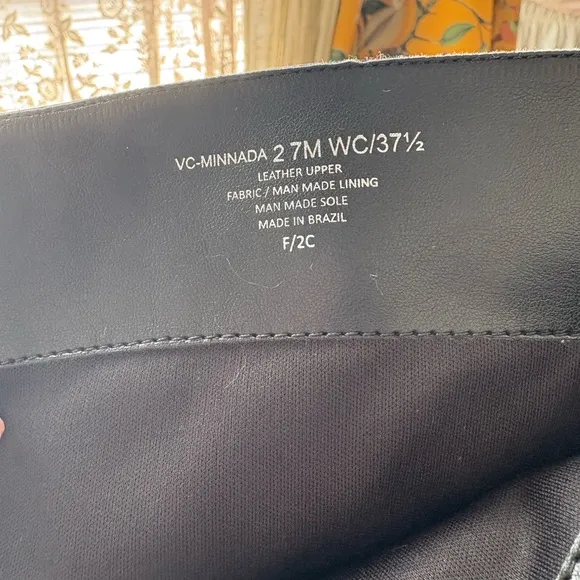 VC-MINNADA 2 7M WC/37½
LEATHER UPPER
FABRIC / MAN MADE LINING
MAN MADE SOLE
MADE IN BRAZIL
F/2C